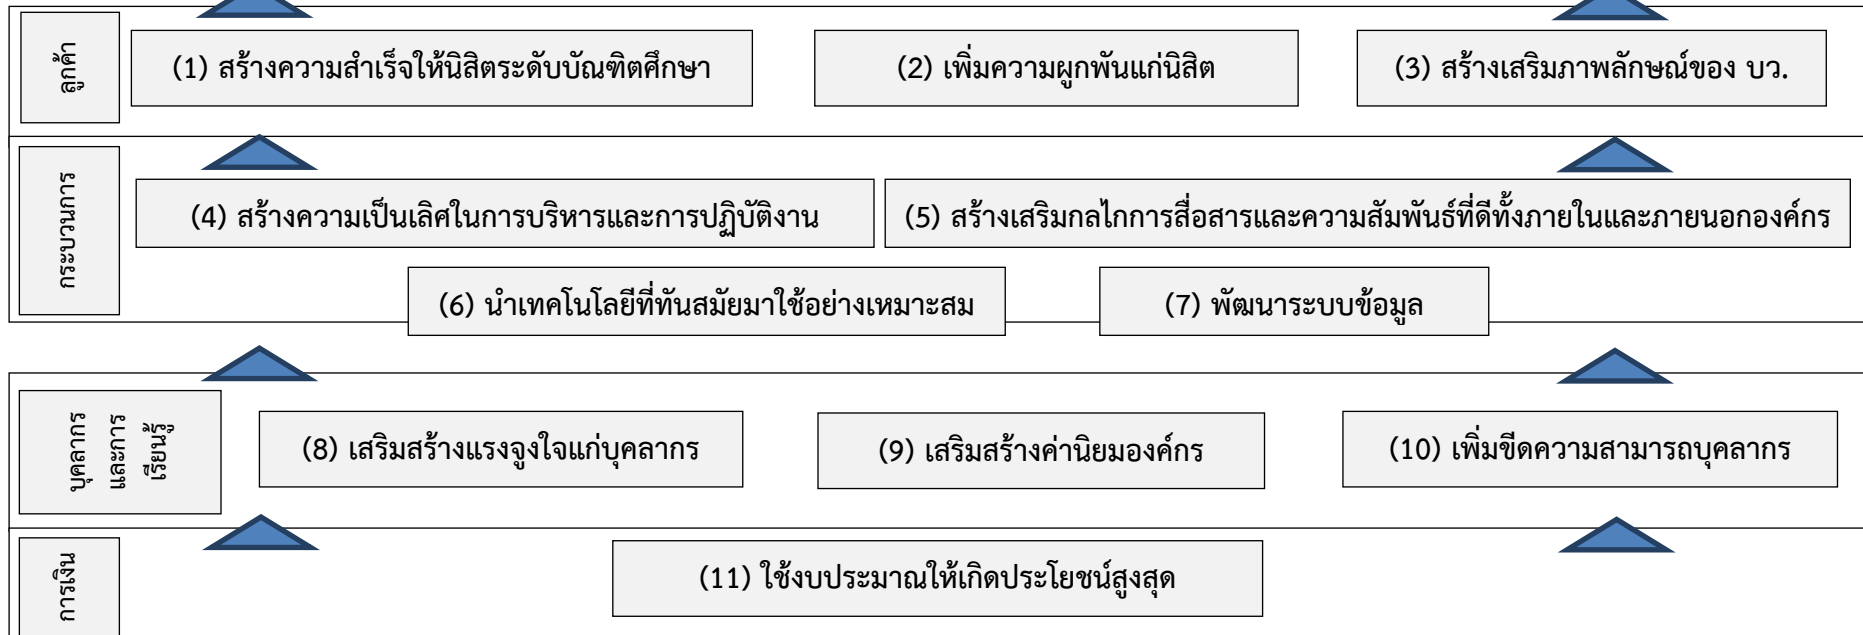 ลูกค้า
(1) สร้างความสำเร็จให้นิสิตระดับบัณฑิตศึกษา
(2) เพิ่มความผูกพันแก่นิสิต
(3) สร้างเสริมภาพลักษณ์ของ บว.
กระบวนการ
(4) สร้างความเป็นเลิศในการบริหารและการปฏิบัติงาน
(5) สร้างเสริมกลไกการสื่อสารและความสัมพันธ์ที่ดีทั้งภายในและภายนอกองค์กร
(6) นำเทคโนโลยีที่ทันสมัยมาใช้อย่างเหมาะสม
(7) พัฒนาระบบข้อมูล
บุคลากร
และการ
เรียนรู้
(8) เสริมสร้างแรงจูงใจแก่บุคลากร
(9) เสริมสร้างค่านิยมองค์กร
(10) เพิ่มขีดความสามารถบุคลากร
การเงิน
(11) ใช้งบประมาณให้เกิดประโยชน์สูงสุด